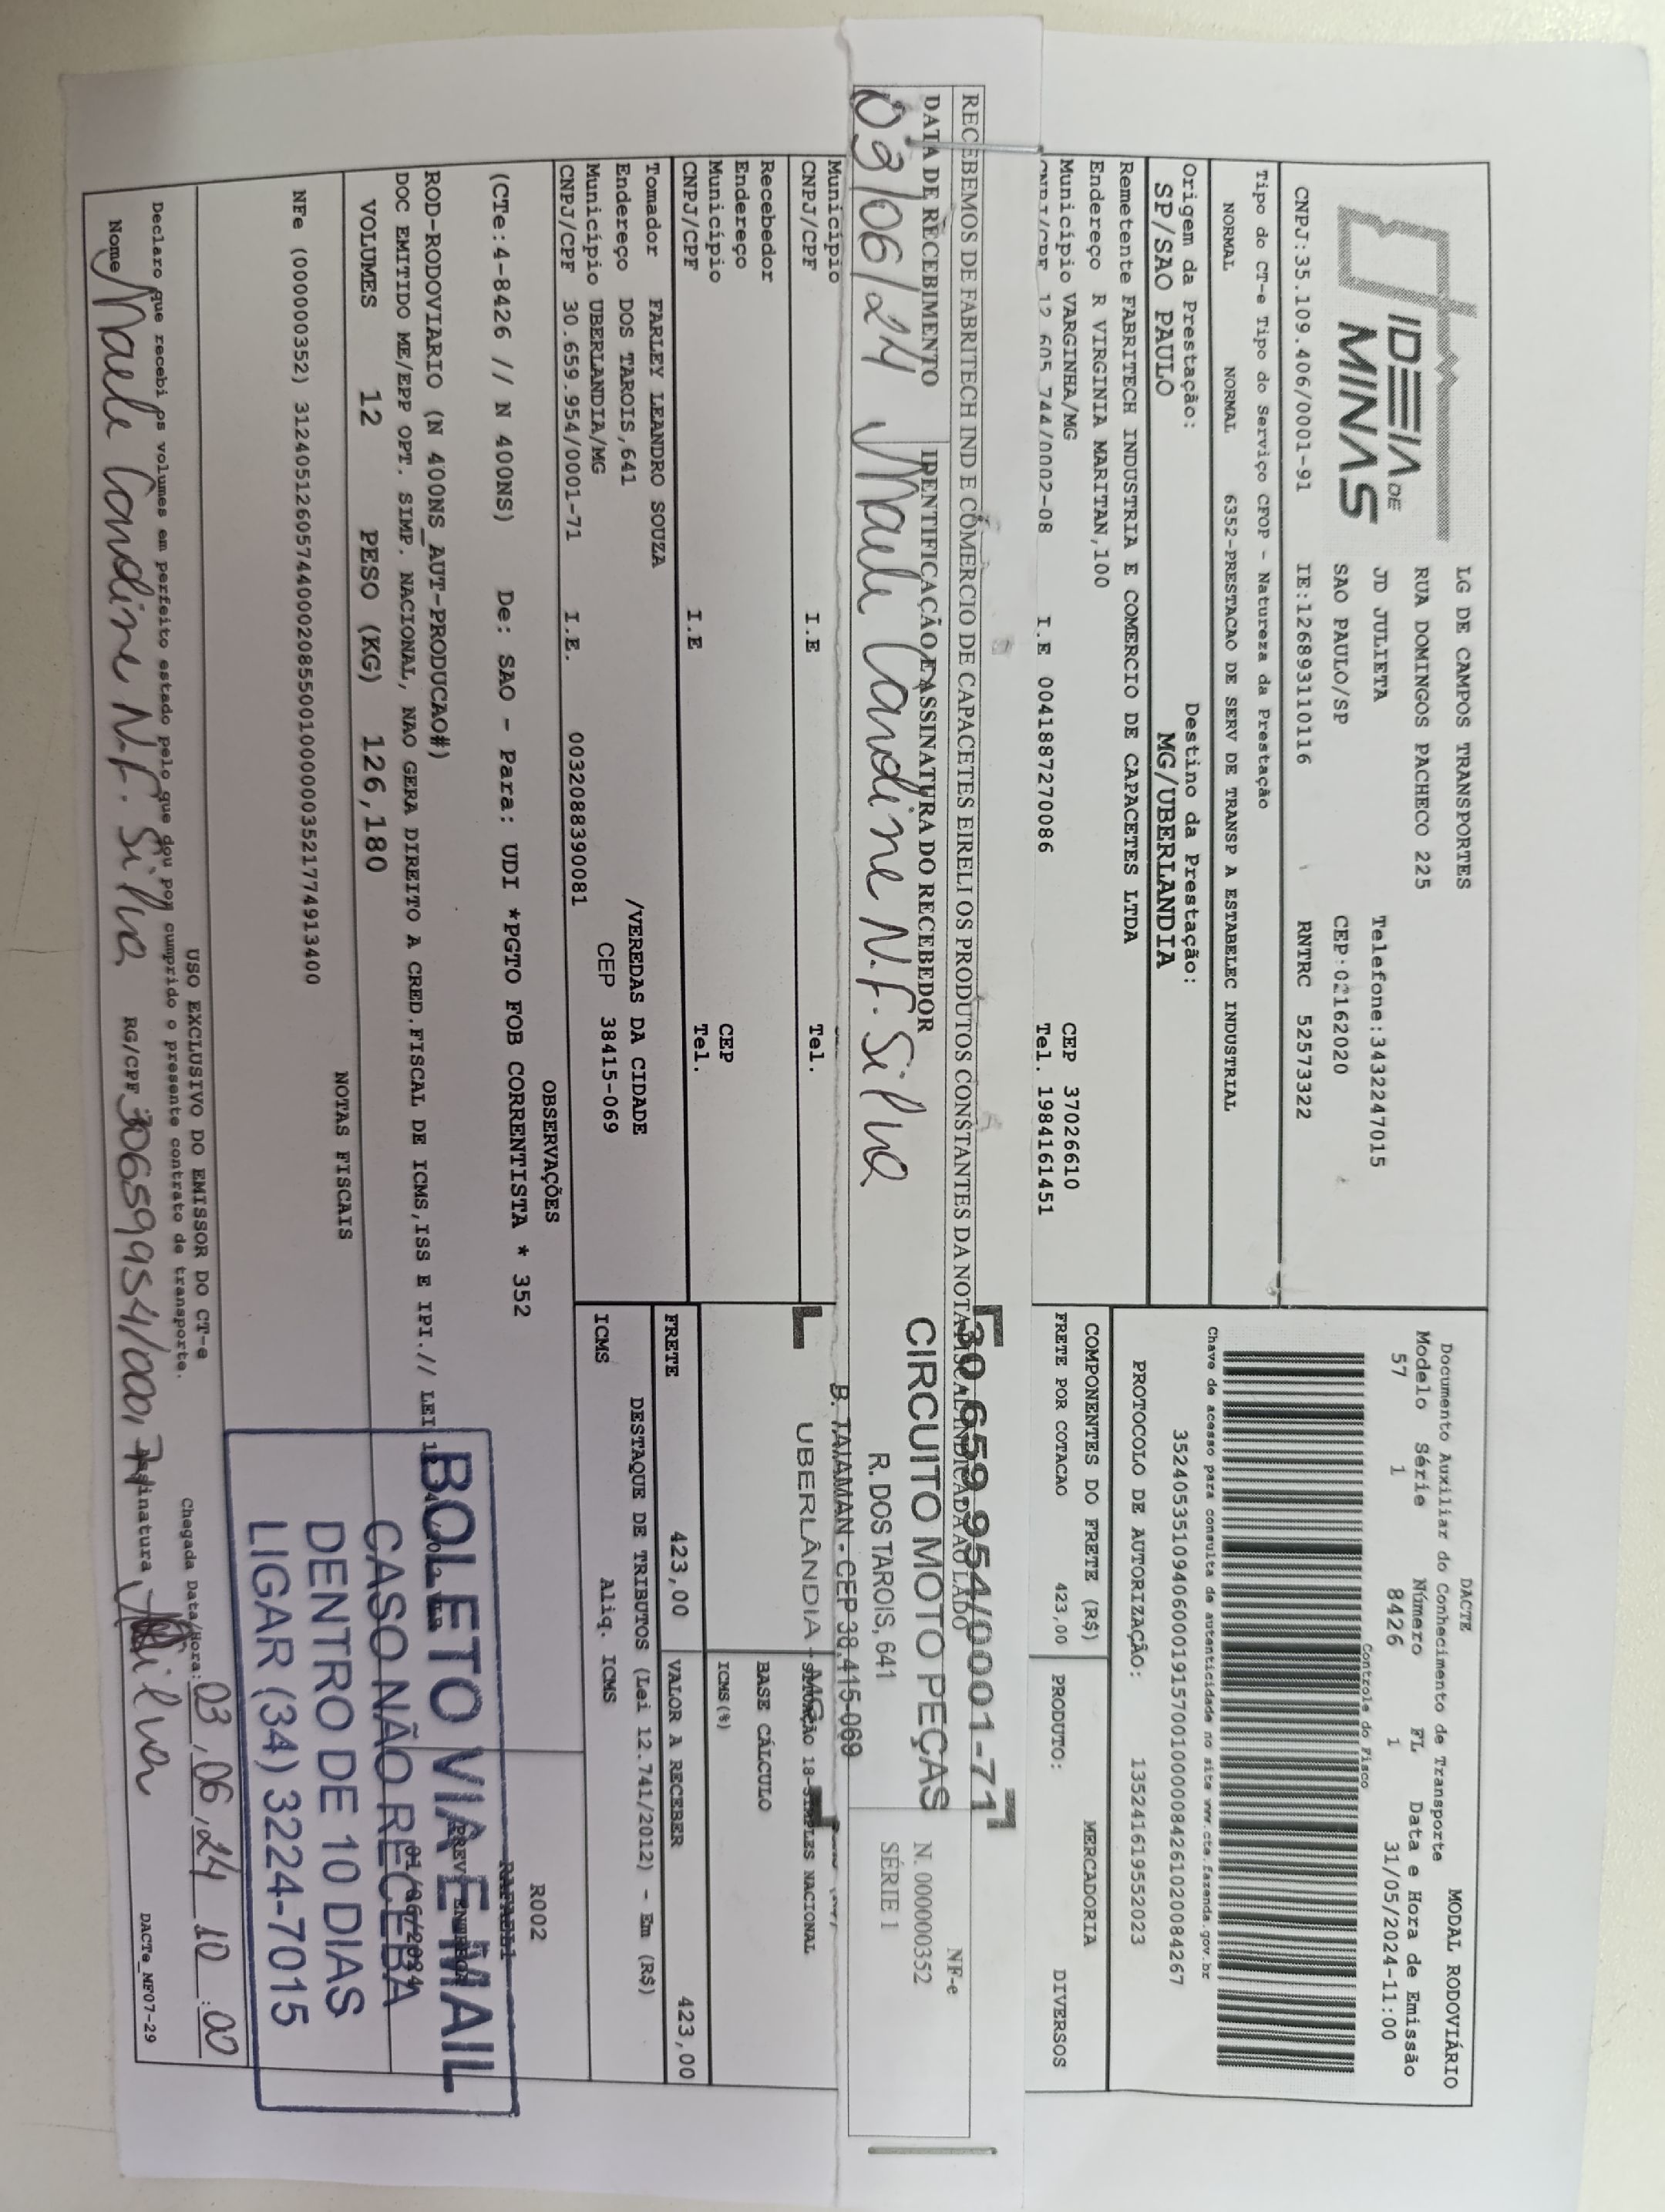 IDEIA DE
MINAS
LG DE CAMPOS TRANSPORTES
RUA DOMINGOS PACHECO 225
JD JULIETA
Telefone:3432247015
SAO PAULO/SP
CEP:02162020
CNPJ:35.109.406/0001-91
IE:126893110116
RNTRC 52573322
DACTE
MODAL RODOVIÁRIO
Documento Auxiliar do Conhecimento de Transporte
Modelo Série Número FL Data e Hora de Emissão
57 1 8426 1 31/05/2024-11:00
Controle do Fisco
Chave de acesso para consulta de autenticidade no site www.cte.fazenda.gov.br
35240535109406000191570010000084261020084267
PROTOCOLO DE AUTORIZAÇÃO: 135241619552023
Tipo do CT-e Tipo do Serviço CFOP - Natureza da Prestação
NORMAL NORMAL 6352-PRESTACAO DE SERV DE TRANSP A ESTABELEC INDUSTRIAL
Origem da Prestação: Destino da Prestação:
SP/SAO PAULO MG/UBERLANDIA
Remetente FABRITECH INDUSTRIA E COMERCIO DE CAPACETES LTDA
Endereço R VIRGINIA MARITAN,100
Município VARGINHA/MG CEP 37026610
CNPJ/CPF 12 605 744/0002-08 I.E 0041887270086 Tel. 1984161451
COMPONENTES DO FRETE (R$) MERCADORIA
FRETE POR COTACAO 423,00 PRODUTO: DIVERSOS
RECEBEMOS DE FABRITECH IND E COMERCIO DE CAPACETES EIRELI OS PRODUTOS CONSTANTES DA NOTA FISCAL INDICADA AO LADO
DATA DE RECEBIMENTO IDENTIFICAÇÃO E ASSINATURA DO RECEBEDOR
03/06/24 Candine N.F. Silva
30.659.954/0001-71
CIRCUITO MOTO PEÇAS
R. DOS TAROIS, 641
B. TAIAMAN - CEP 38.415-069
UBERLÂNDIA - MG
NF-e
N. 000000352
SÉRIE 1
Município
CNPJ/CPF I.E Tel.
SITUAÇÃO 18-SIMPLES NACIONAL
Recebedor
Endereço
Município CEP
CNPJ/CPF I.E Tel.
BASE CÁLCULO
ICMS(%)
Tomador FARLEY LEANDRO SOUZA
Endereço DOS TAROIS,641 /VEREDAS DA CIDADE
Município UBERLANDIA/MG CEP 38415-069
CNPJ/CPF 30.659.954/0001-71 I.E. 0032088390081
FRETE 423,00 VALOR A RECEBER 423,00
DESTAQUE DE TRIBUTOS (Lei 12.741/2012) - Em (R$)
ICMS Aliq. ICMS
OBSERVAÇÕES
R002
(CTe:4-8426 // N 400NS) De: SAO - Para: UDI *PGTO FOB CORRENTISTA * 352
ROD-RODOVIARIO (N 400NS_AUT-PRODUCAO#)
DOC EMITIDO ME/EPP OPT. SIMP. NACIONAL, NAO GERA DIREITO A CRED.FISCAL DE ICMS,ISS E IPI.// LEI
VOLUMES 12 PESO (KG) 126,180
BOLETO VIA E-MAIL
CASO NÃO RECEBA
DENTRO DE 10 DIAS
LIGAR (34) 3224-7015
NOTAS FISCAIS
NFe (000000352) 31240512605744000208550010000003521774913400
USO EXCLUSIVO DO EMISSOR DO CT-e
Declaro que recebi os volumes em perfeito estado pelo que dou por cumprido o presente contrato de transporte.
Chegada Data/Hora: 03/06/24 10:00
Nome Candine N.F. Silva RG/CPF 30659954/0001 71 Assinatura Silva
DACTe_MF07-29